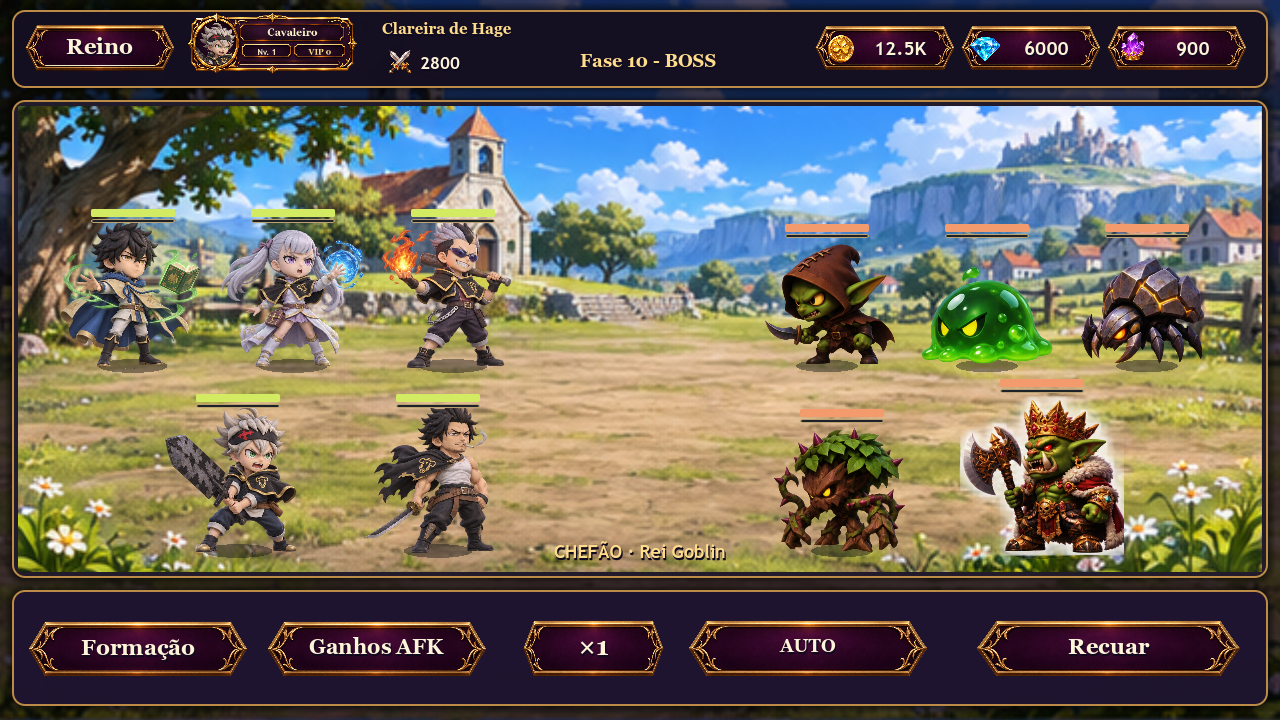 Reino
Cavaleiro
Nv. 1
VIP 0
Clareira de Hage
2800
Fase 10 - BOSS
12.5K
6000
900
CHEFÃO · Rei Goblin
Formação
Ganhos AFK
×1
AUTO
Recuar